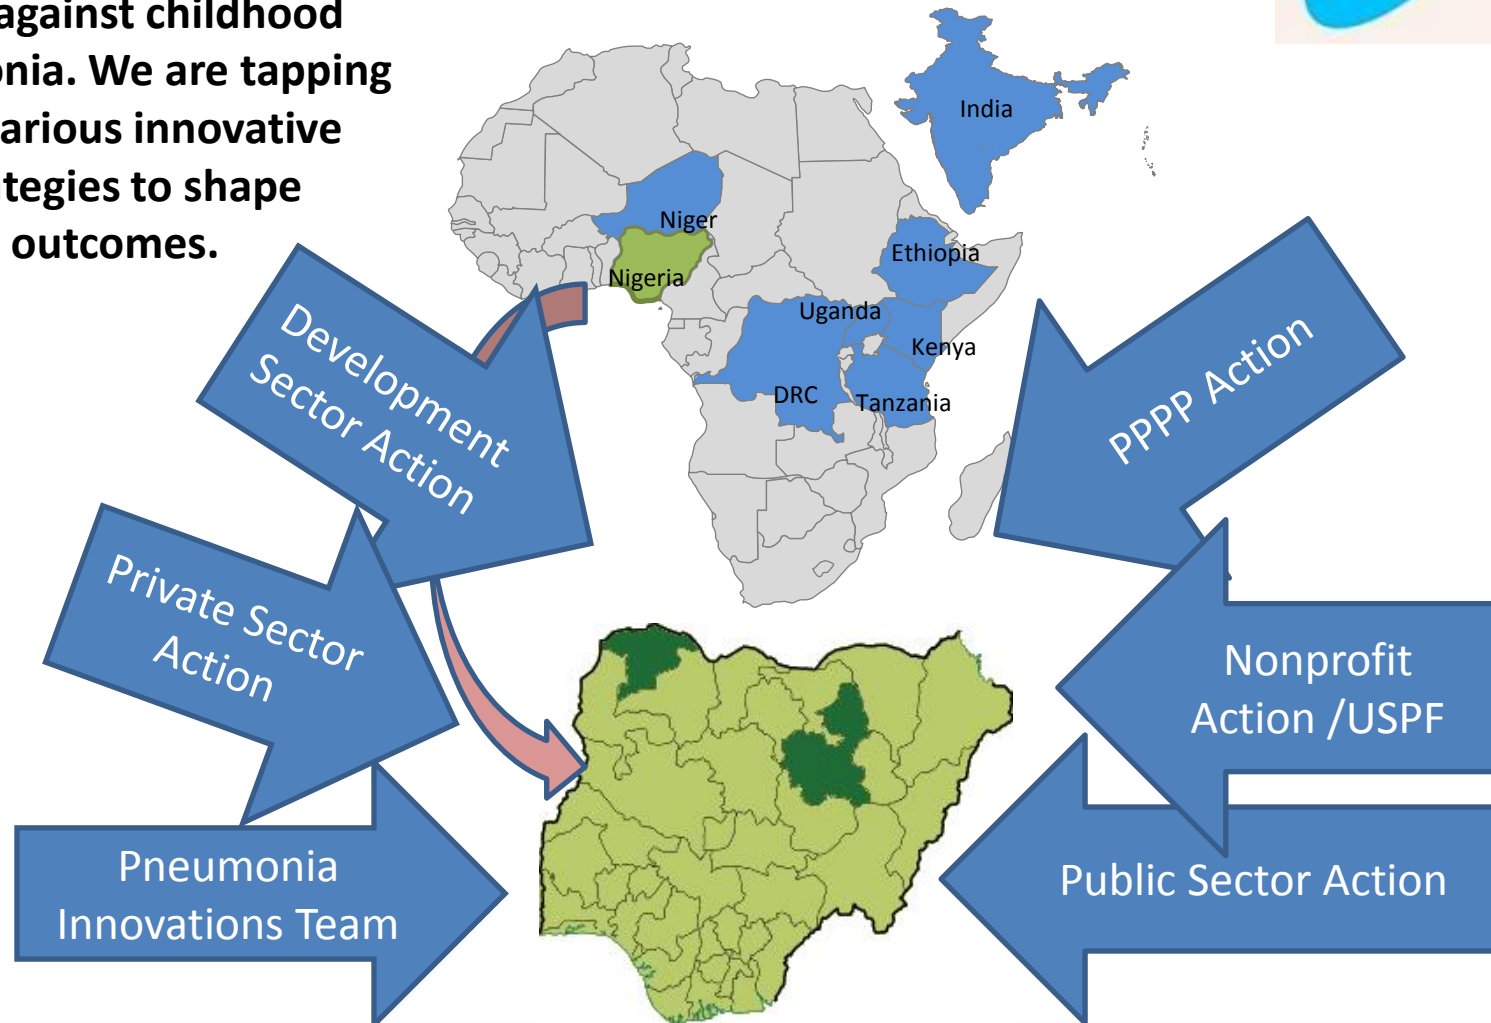 against childhood
onia. We are tapping
arious innovative
tegies to shape
outcomes.
India
Niger
Nigeria
Ethiopia
Uganda
Kenya
DRC
Tanzania
Development
Sector Action
PPPP Action
Private Sector
Action
Nonprofit
Action /USPF
Pneumonia
Innovations Team
Public Sector Action